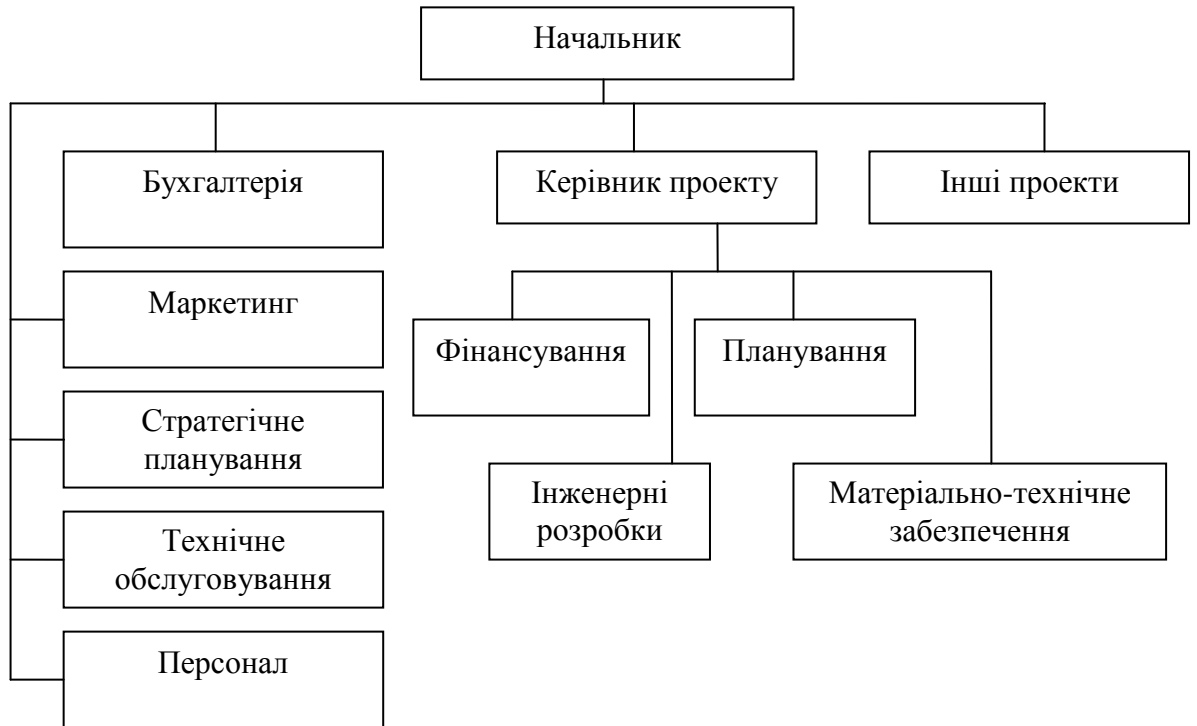 Начальник
Бухгалтерія
Керівник проекту
Інші проекти
Маркетинг
Фінансування
Планування
Стратегічне
планування
Інженерні
розробки
Матеріально-технічне
забезпечення
Технічне
обслуговування
Персонал